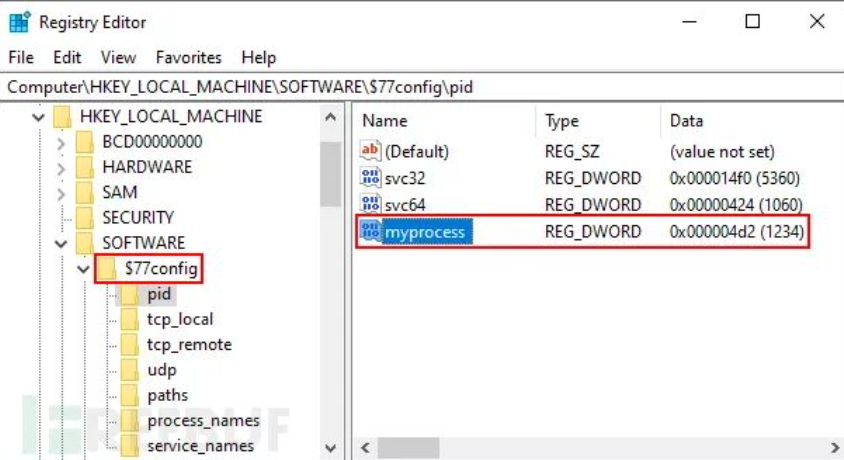 Registry Editor
File Edit View Favorites Help
Computer\HKEY_LOCAL_MACHINE\SOFTWARE\$77config\pid
HKEY_LOCAL_MACHINE
BCD00000000
HARDWARE
SAM
SECURITY
SOFTWARE
$77config
pid
tcp_local
tcp_remote
udp
paths
process_names
service_names
Name Type Data
ab (Default) REG_SZ (value not set)
svc32 REG_DWORD 0x000014f0 (5360)
svc64 REG_DWORD 0x00000424 (1060)
myprocess REG_DWORD 0x000004d2 (1234)
FREEBUF